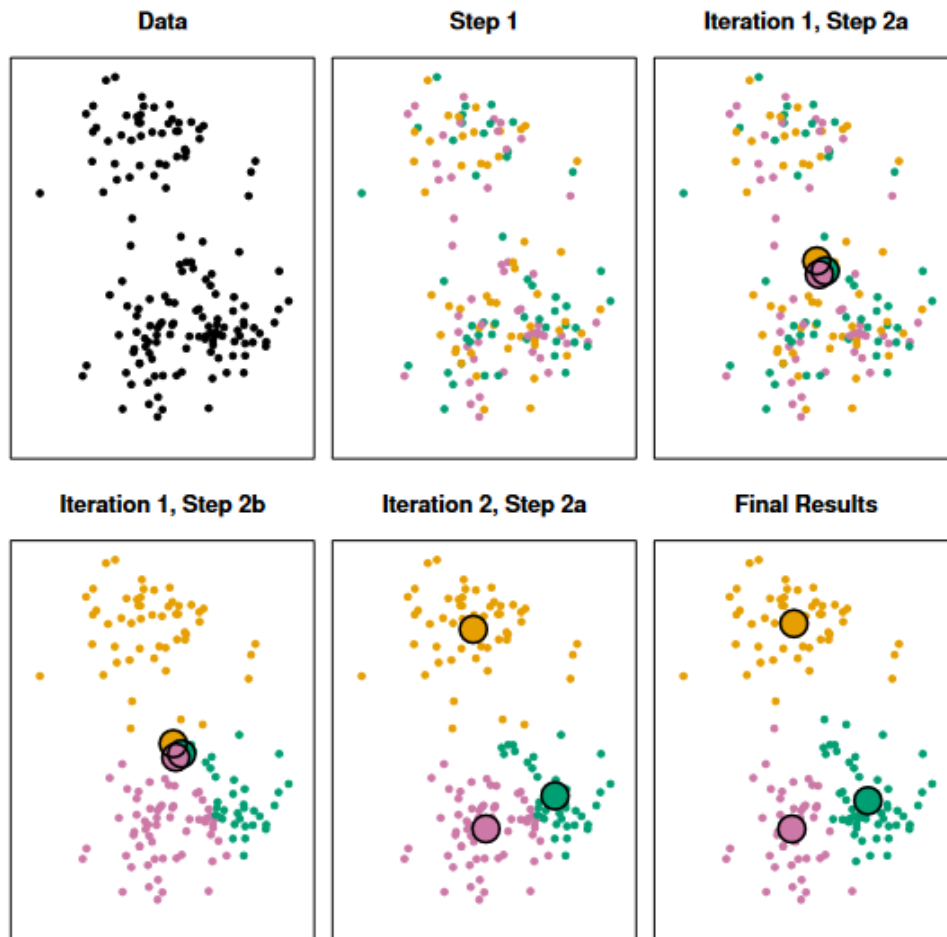 Data
Step 1
Iteration 1, Step 2a
Iteration 1, Step 2b
Iteration 2, Step 2a
Final Results